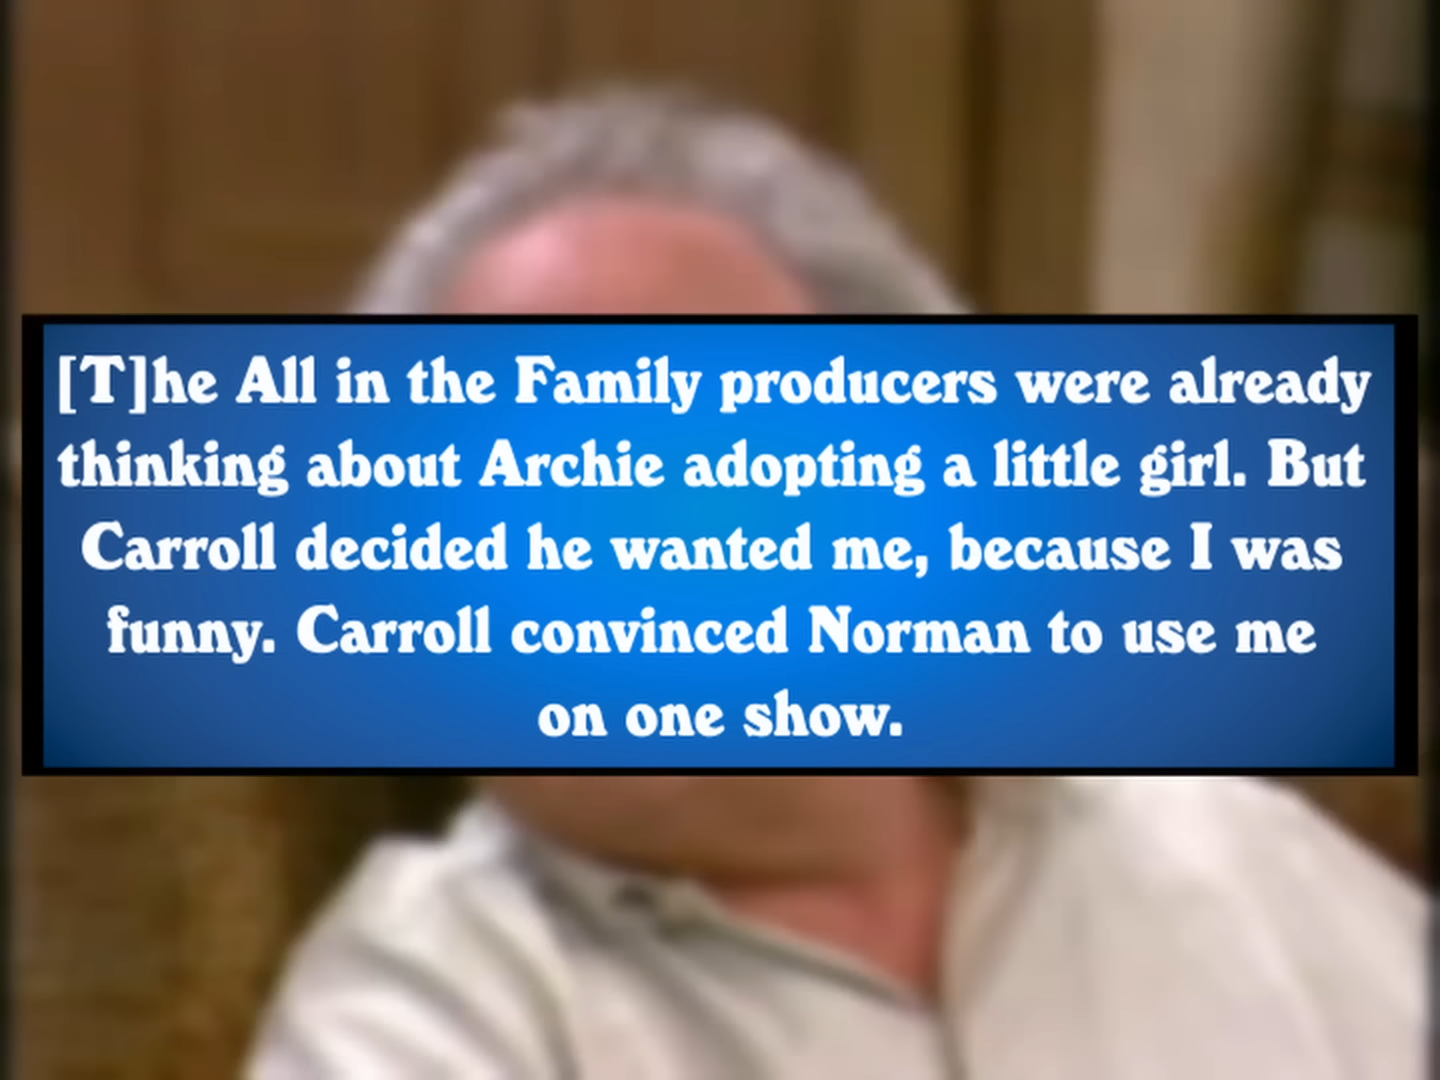 [T]he All in the Family producers were already
thinking about Archie adopting a little girl. But
Carroll decided he wanted me, because I was
funny. Carroll convinced Norman to use me
on one show.